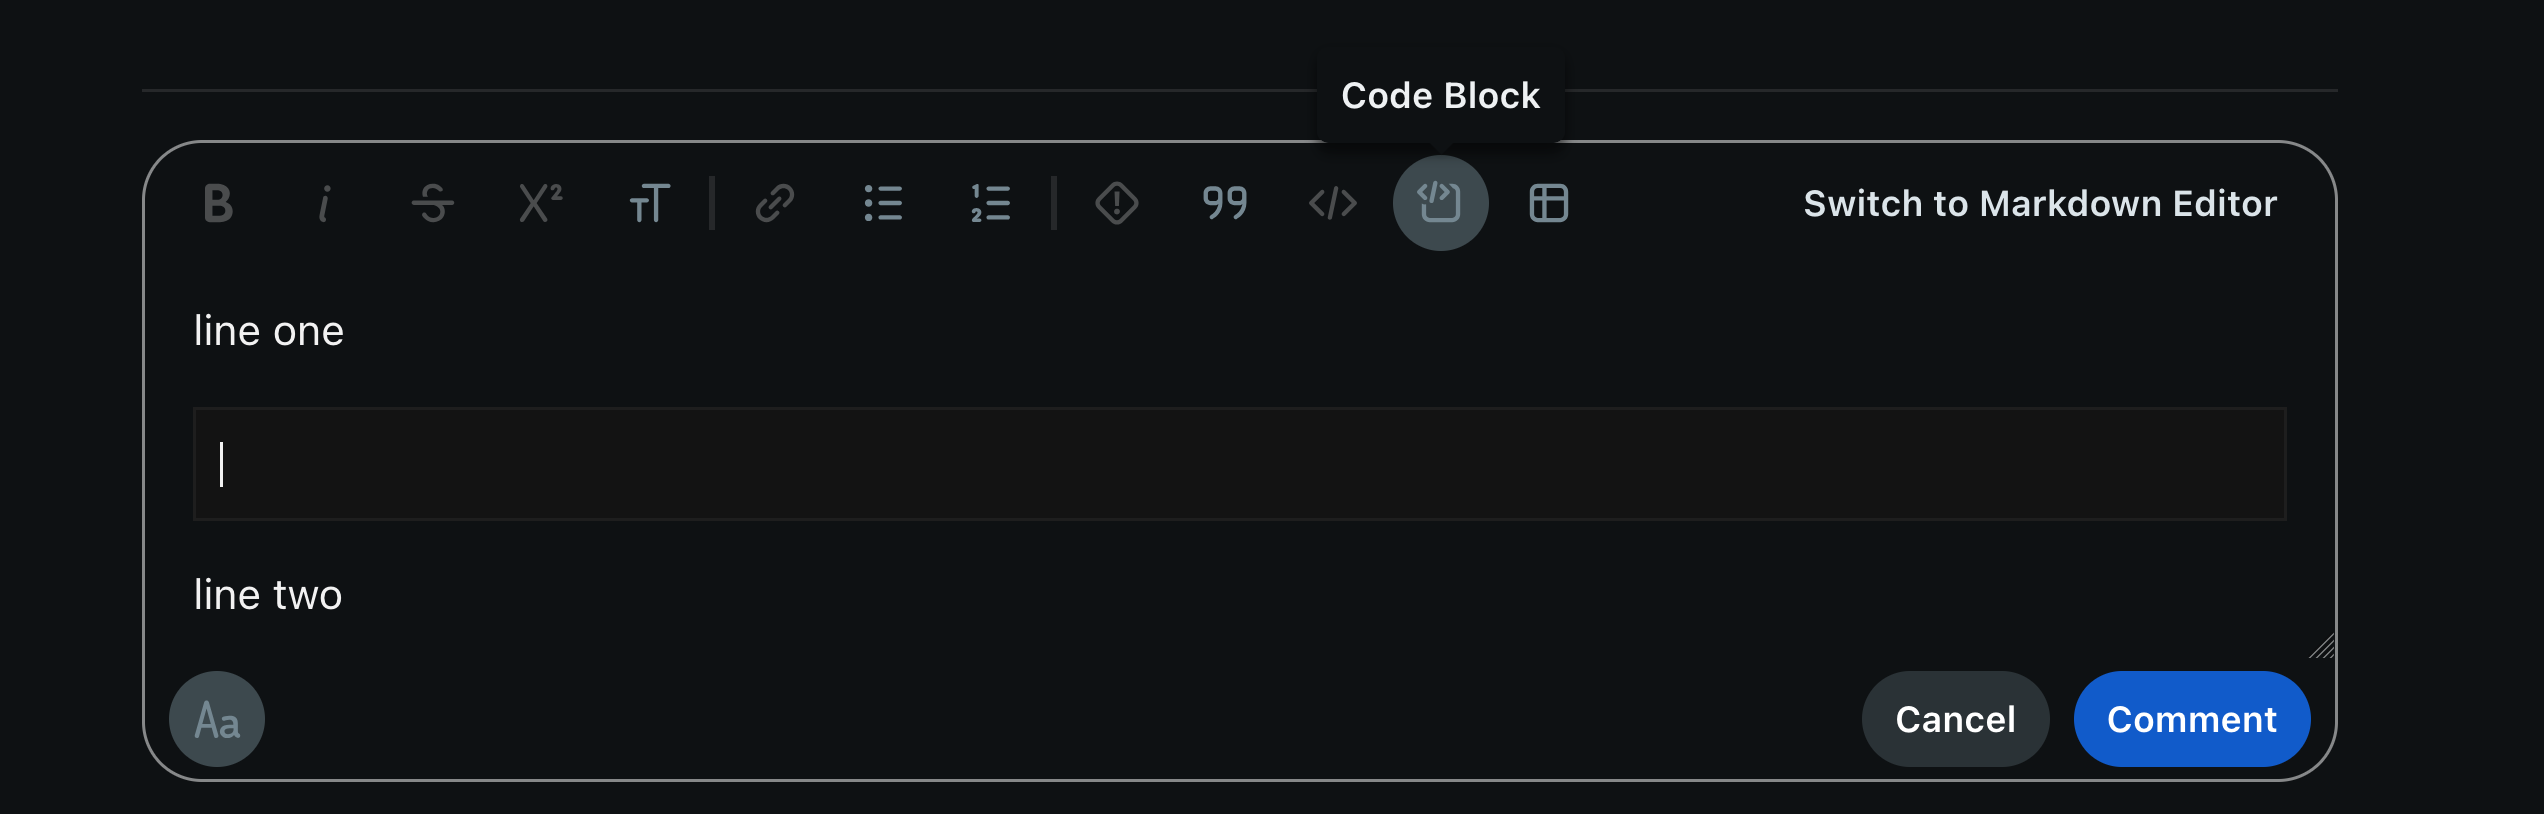 Code Block
B i S X² TT 99 </> </>
Switch to Markdown Editor
line one
line two
Aa
Cancel
Comment